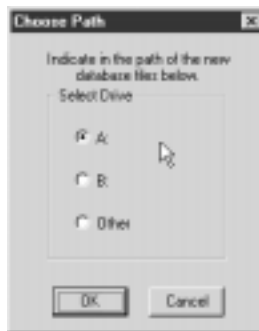 Choose Path
Indicate in the path of the new
database files below.
Select Drive
A:
B:
Other
OK
Cancel